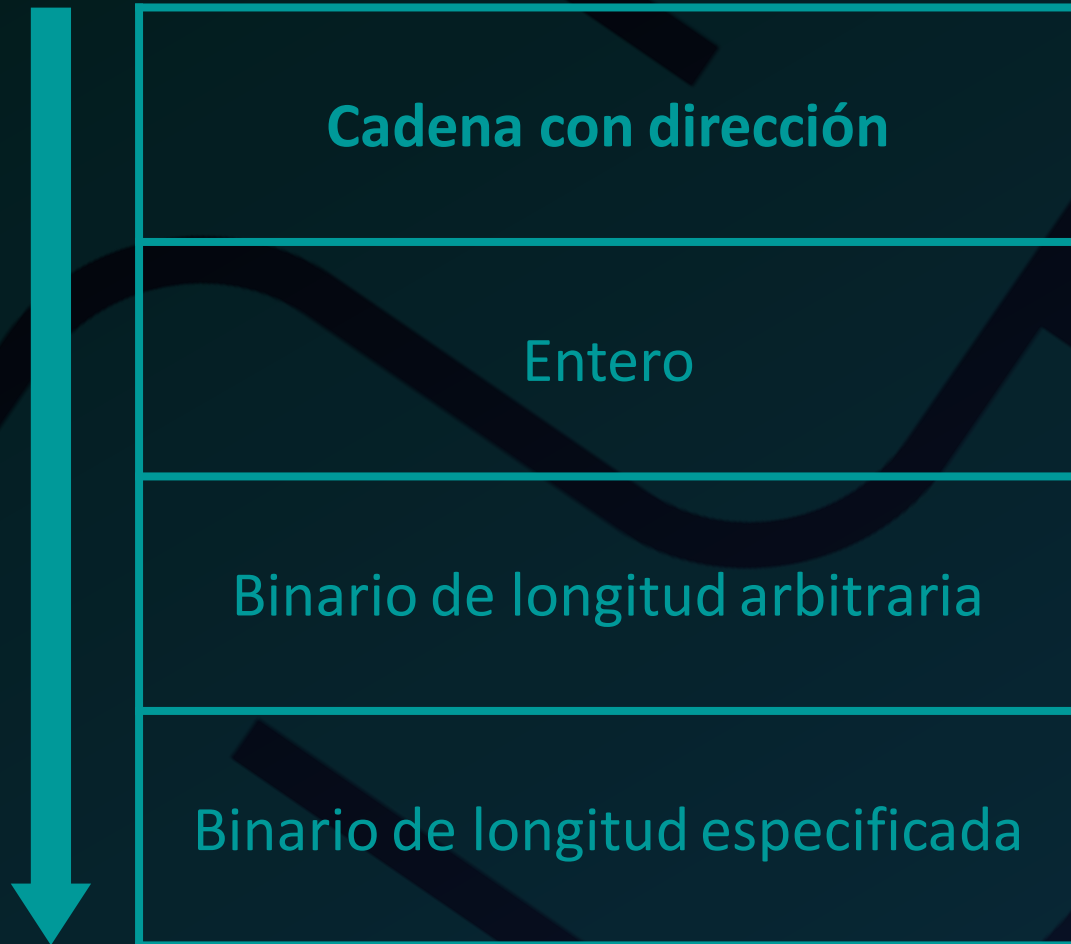 Cadena con dirección
Entero
Binario de longitud arbitraria
Binario de longitud especificada